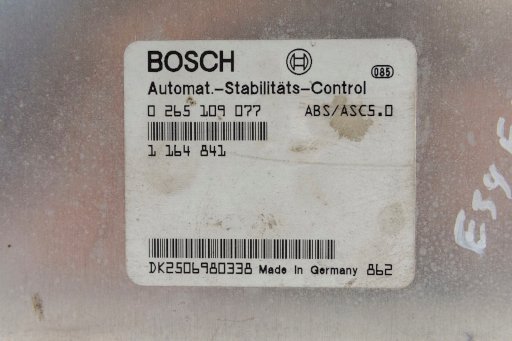 BOSCH
085
Automat.-Stabilitäts-Control
0 265 109 077 ABS/ASC5.0
1 164 841
DK2506980338 Made in Germany 862